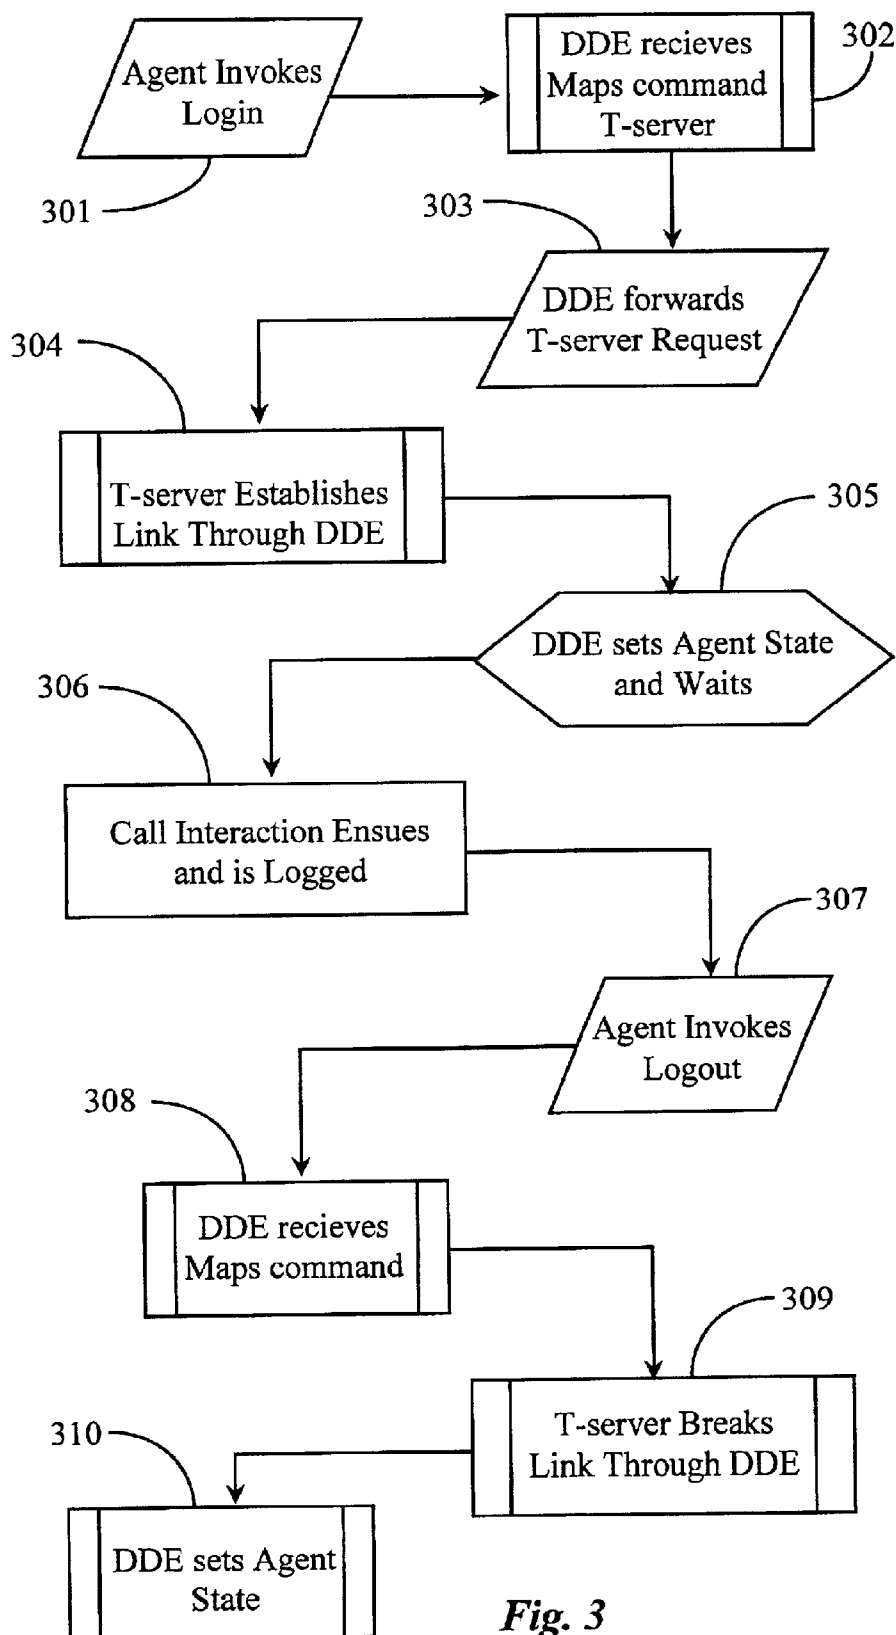 Agent Invokes
Login
301
DDE recieves
Maps command
T-server
302
303
DDE forwards
T-server Request
304
T-server Establishes
Link Through DDE
305
DDE sets Agent State
and Waits
306
Call Interaction Ensues
and is Logged
307
Agent Invokes
Logout
308
DDE recieves
Maps command
309
T-server Breaks
Link Through DDE
310
DDE sets Agent
State
Fig. 3